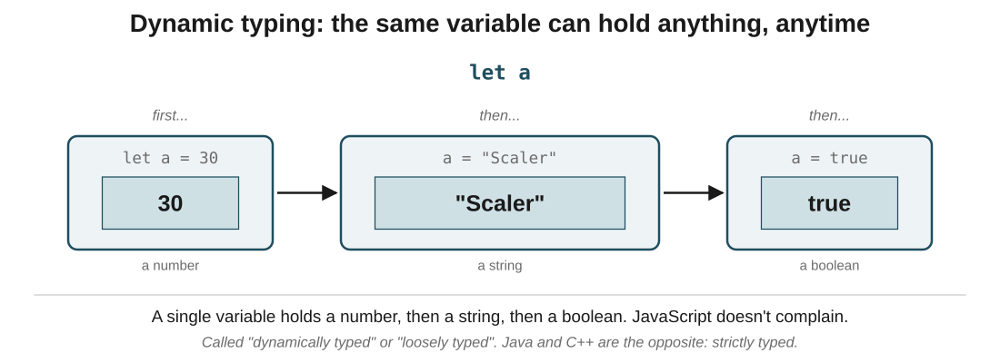 Dynamic typing: the same variable can hold anything, anytime
let a
first...
then...
then...
let a = 30
a = "Scaler"
a = true
30
"Scaler"
true
a number
a string
a boolean
A single variable holds a number, then a string, then a boolean. JavaScript doesn't complain.
Called "dynamically typed" or "loosely typed". Java and C++ are the opposite: strictly typed.